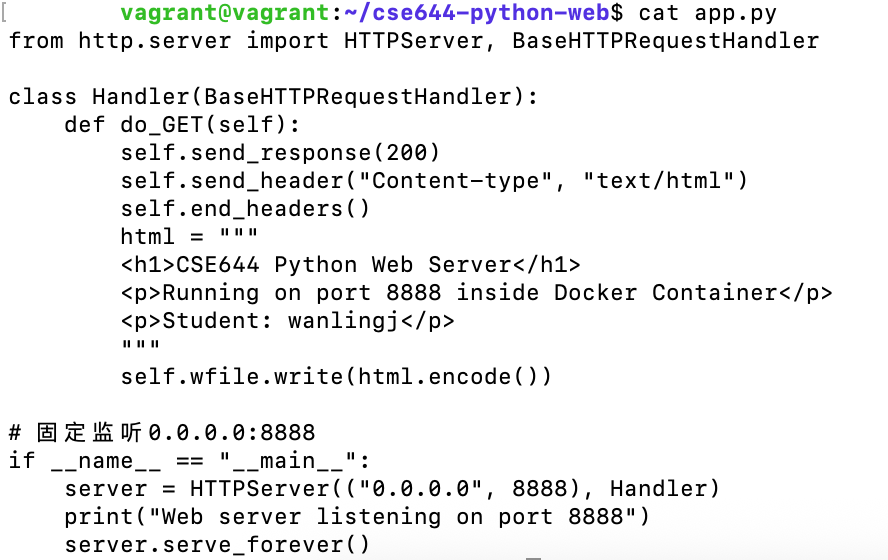 vagrant@vagrant:~/cse644-python-web$ cat app.py
from http.server import HTTPServer, BaseHTTPRequestHandler

class Handler(BaseHTTPRequestHandler):
    def do_GET(self):
        self.send_response(200)
        self.send_header("Content-type", "text/html")
        self.end_headers()
        html = """
        <h1>CSE644 Python Web Server</h1>
        <p>Running on port 8888 inside Docker Container</p>
        <p>Student: wanlingj</p>
        """
        self.wfile.write(html.encode())

# 固定监听0.0.0.0:8888
if __name__ == "__main__":
    server = HTTPServer(("0.0.0.0", 8888), Handler)
    print("Web server listening on port 8888")
    server.serve_forever()